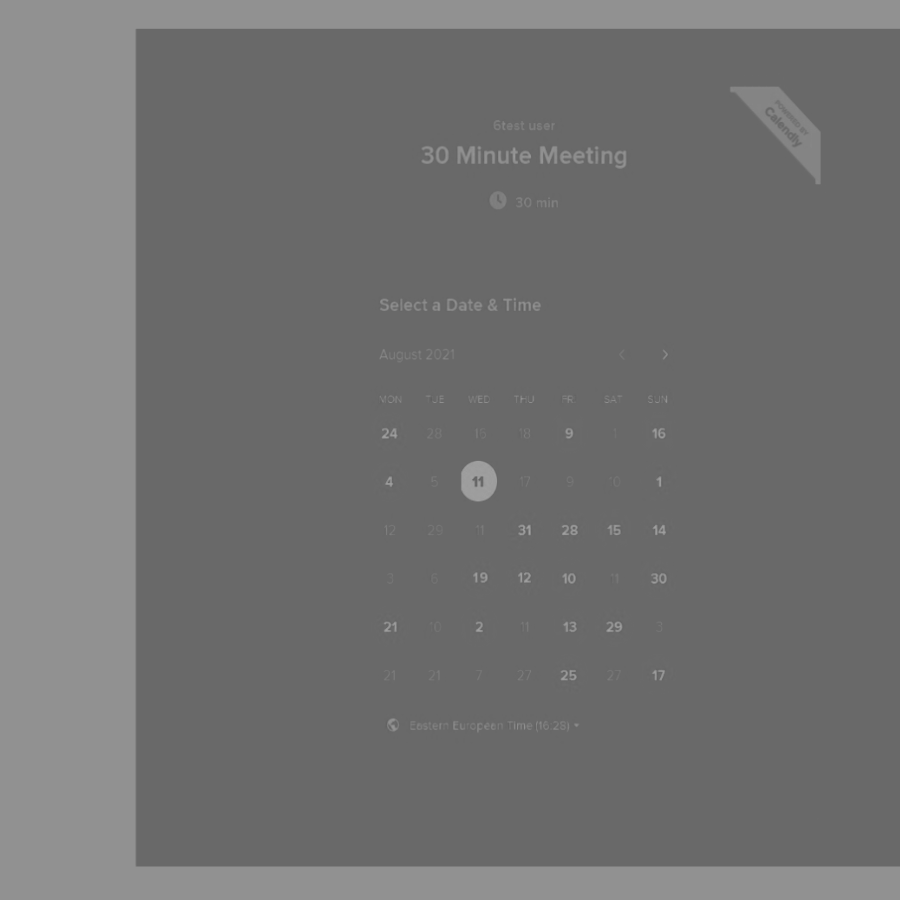 6test user
POWERED BY
Calendly
30 Minute Meeting
30 min
Select a Date & Time
August 2021
MON TUE WED THU FRI SAT SUN
24 28 15 18 9 1 16
4 5 11 17 9 10 1
12 29 11 31 28 15 14
3 6 19 12 10 11 30
21 10 2 11 13 29 3
21 21 7 27 25 27 17
Eastern European Time (16:28)